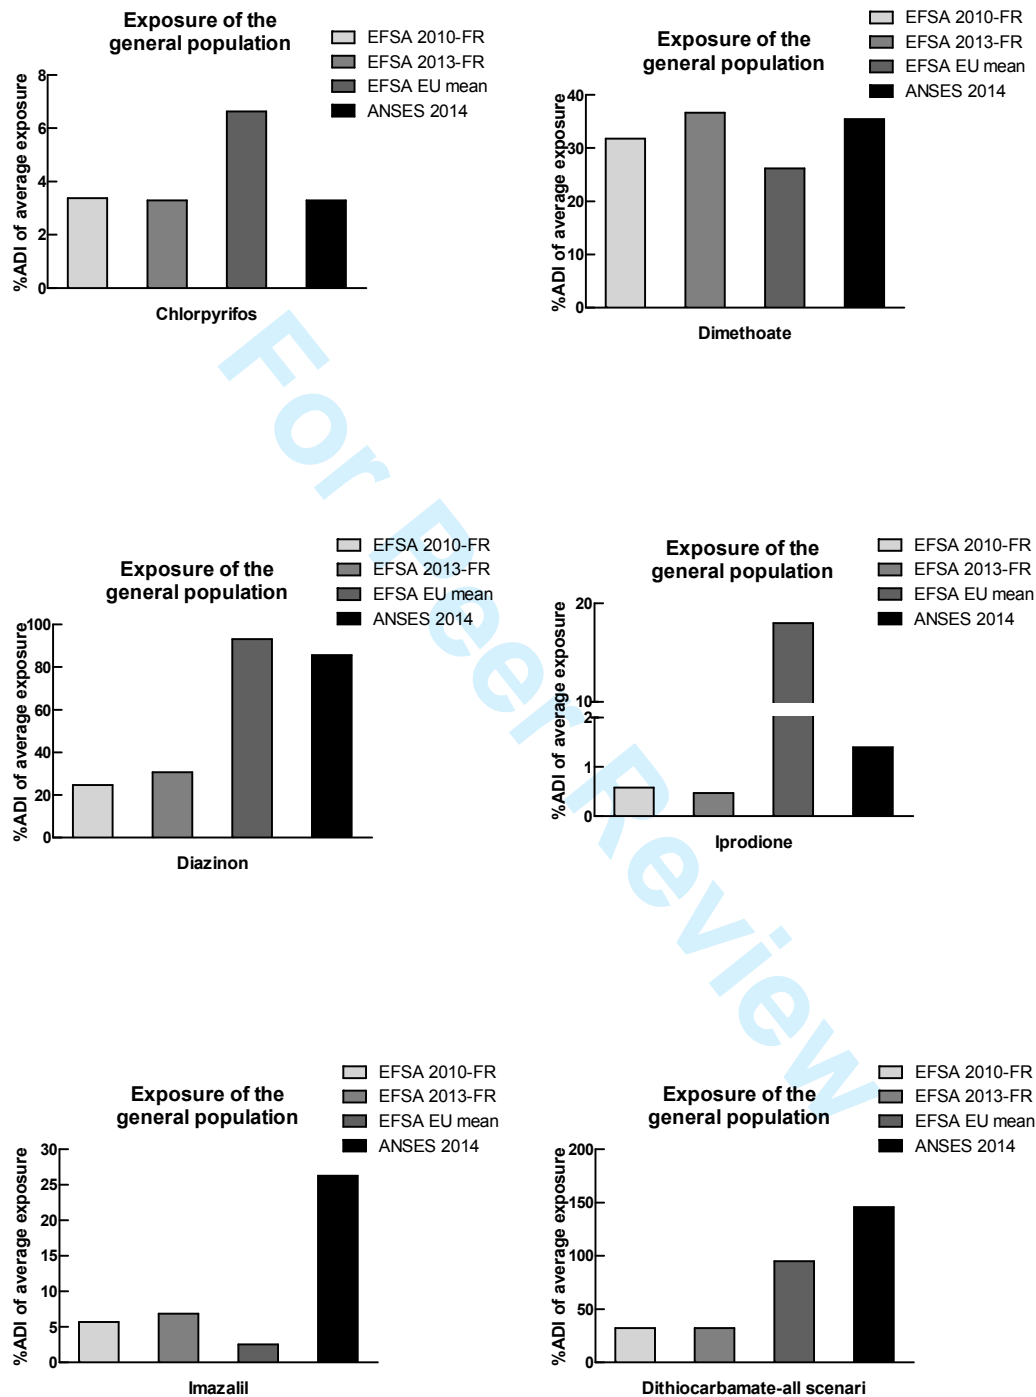 Exposure of the
general population
EFSA 2010-FR
EFSA 2013-FR
EFSA EU mean
ANSES 2014
%ADI of average exposure
8
6
4
2
0
Chlorpyrifos
Exposure of the
general population
EFSA 2010-FR
EFSA 2013-FR
EFSA EU mean
ANSES 2014
%ADI of average exposure
40
30
20
10
0
Dimethoate
Exposure of the
general population
EFSA 2010-FR
EFSA 2013-FR
EFSA EU mean
ANSES 2014
%ADI of average exposure
100
80
60
40
20
0
Diazinon
Exposure of the
general population
EFSA 2010-FR
EFSA 2013-FR
EFSA EU mean
ANSES 2014
%ADI of average exposure
20
10
2
1
0
Iprodione
Exposure of the
general population
EFSA 2010-FR
EFSA 2013-FR
EFSA EU mean
ANSES 2014
%ADI of average exposure
30
25
20
15
10
5
0
Imazalil
Exposure of the
general population
EFSA 2010-FR
EFSA 2013-FR
EFSA EU mean
ANSES 2014
%ADI of average exposure
200
150
100
50
0
Dithiocarbamate-all scenari
For Peer Review